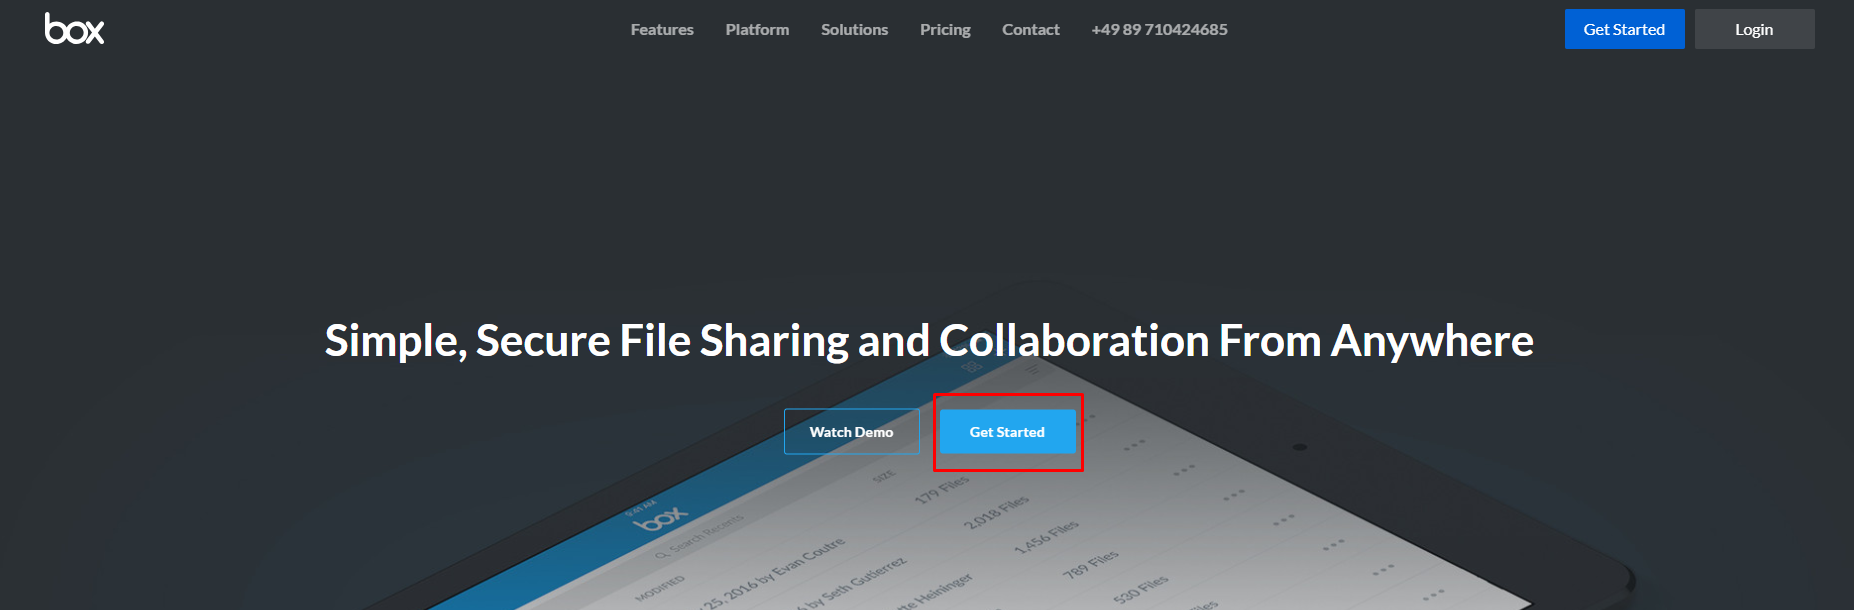 box
Features Platform Solutions Pricing Contact +49 89 710424685
Get Started Login
Simple, Secure File Sharing and Collaboration From Anywhere
Watch Demo Get Started
9:41 AM
box
Search Recents
MODIFIED
SIZE
25, 2016 by Evan Coutre
179 Files
by Seth Gutierrez
2,018 Files
Heininger
1,456 Files
789 Files
530 Files
Files